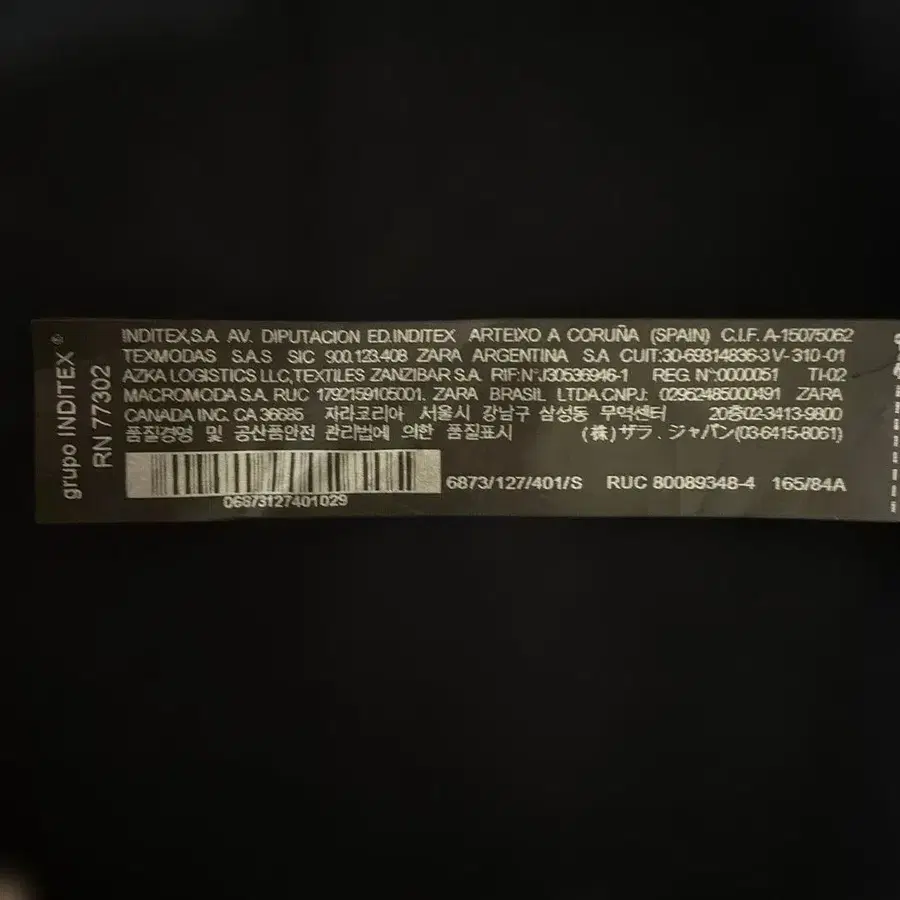 grupo INDITEX®
RN 77302
INDITEX,S.A. AV. DIPUTACION ED.INDITEX ARTEIXO A CORUÑA (SPAIN) C.I.F. A-15075062
TEXMODAS S.A.S SIC 900.123.408 ZARA ARGENTINA S.A CUIT:30-69314836-3 V-310-01
AZKA LOGISTICS LLC,TEXTILES ZANZIBAR S.A. RIF:Nº:J30536946-1 REG. Nº:0000051 TI-02
MACROMODA S.A. RUC 1792159105001. ZARA BRASIL LTDA.CNPJ: 02952485000491 ZARA
CANADA INC. CA 36685 자라코리아 서울시 강남구 삼성동 무역센터 20층02-3413-9800
품질경영 및 공산품안전 관리법에 의한 품질표시 (株)ザラ、ジャパン(03-6415-8061)
06873127401029
6873/127/401/S RUC 80089348-4 165/84A